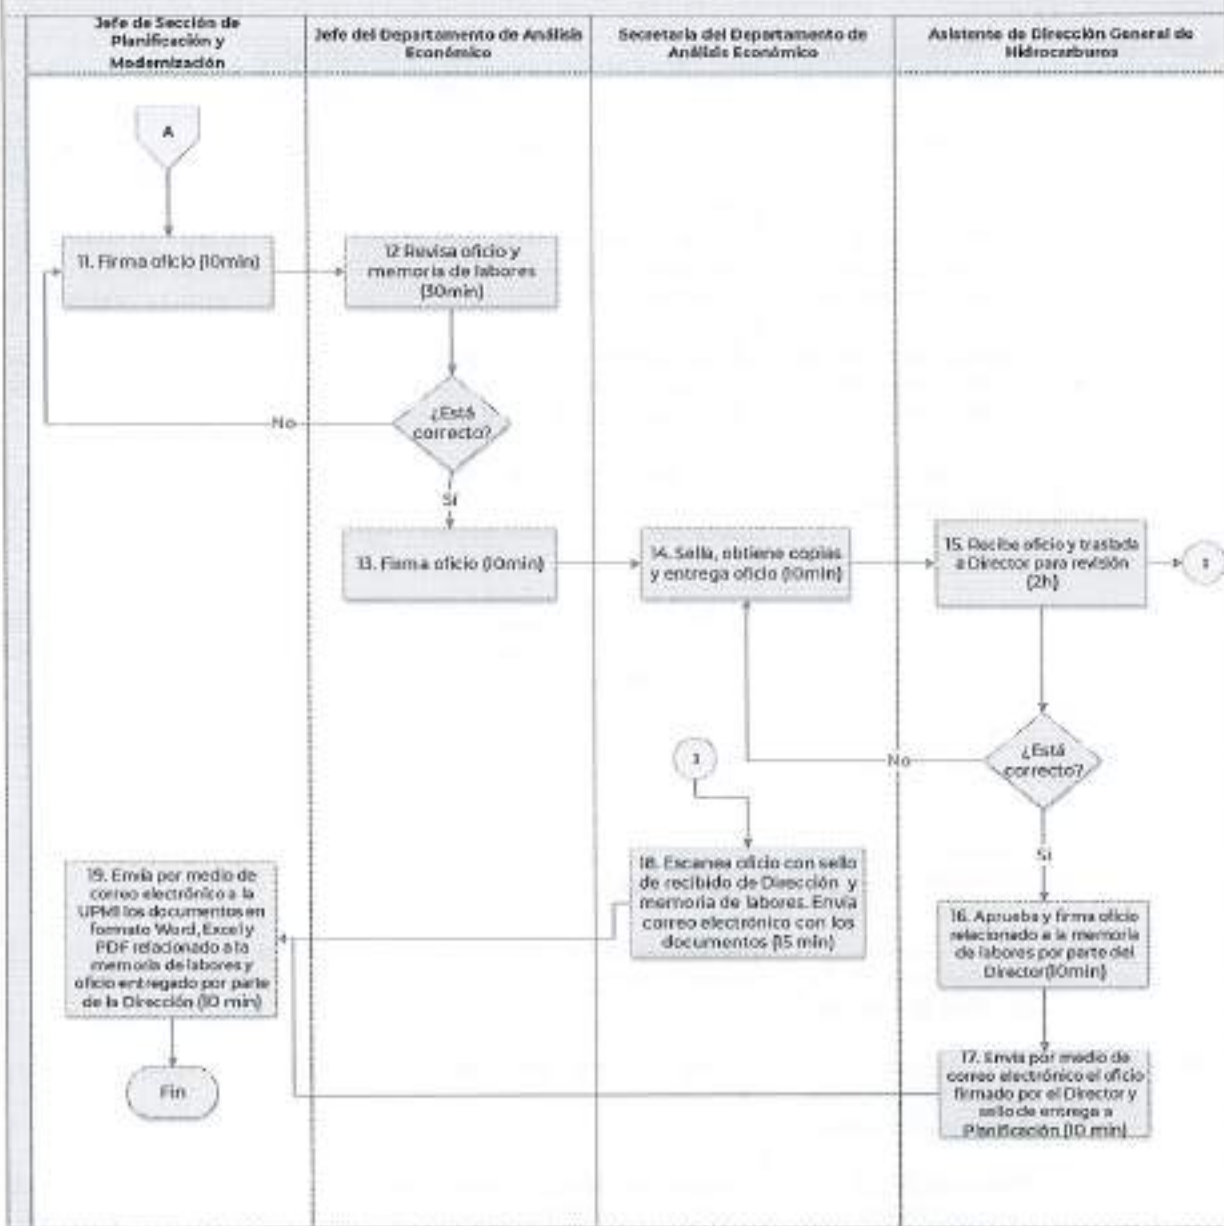 Jefe de Sección de
Planificación y
Modernización
Jefe del Departamento de Análisis
Económico
Secretaria del Departamento de
Análisis Económico
Asistente de Dirección General de
Hidrocarburos
A
11. Firma oficio (10min)
12 Revisa oficio y
memoria de labores
(30min)
¿Está
correcto?
No
Sí
13. Firma oficio (10min)
14. Sella, obtiene copias
y entrega oficio (10min)
15. Recibe oficio y traslada
a Director para revisión
(2h)
¿Está
correcto?
No
Sí
16. Aprueba y firma oficio
relacionado a la memoria
de labores por parte del
Director(10min)
17. Envía por medio de
correo electrónico el oficio
firmado por el Director y
sello de entrega a
Planificación (10 min)
18. Escanea oficio con sello
de recibido de Dirección y
memoria de labores. Envía
correo electrónico con los
documentos (15 min)
19. Envía por medio de
correo electrónico a la
UPMI los documentos en
formato Word, Excel y
PDF relacionado a la
memoria de labores y
oficio entregado por parte
de la Dirección (10 min)
Fin